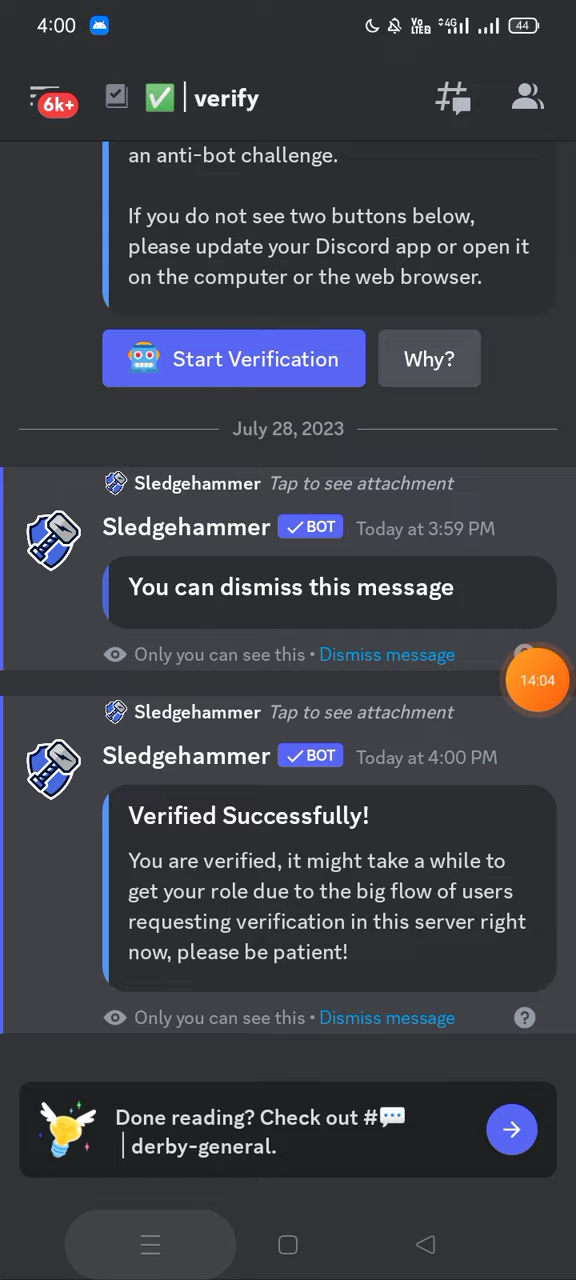 4:00
Vo
LTE
4G
44
6k+
verify
an anti-bot challenge.
If you do not see two buttons below,
please update your Discord app or open it
on the computer or the web browser.
Start Verification
Why?
July 28, 2023
Sledgehammer Tap to see attachment
Sledgehammer BOT Today at 3:59 PM
You can dismiss this message
Only you can see this • Dismiss message
14:04
Sledgehammer Tap to see attachment
Sledgehammer BOT Today at 4:00 PM
Verified Successfully!
You are verified, it might take a while to
get your role due to the big flow of users
requesting verification in this server right
now, please be patient!
Only you can see this • Dismiss message ?
Done reading? Check out #💬
| derby-general.